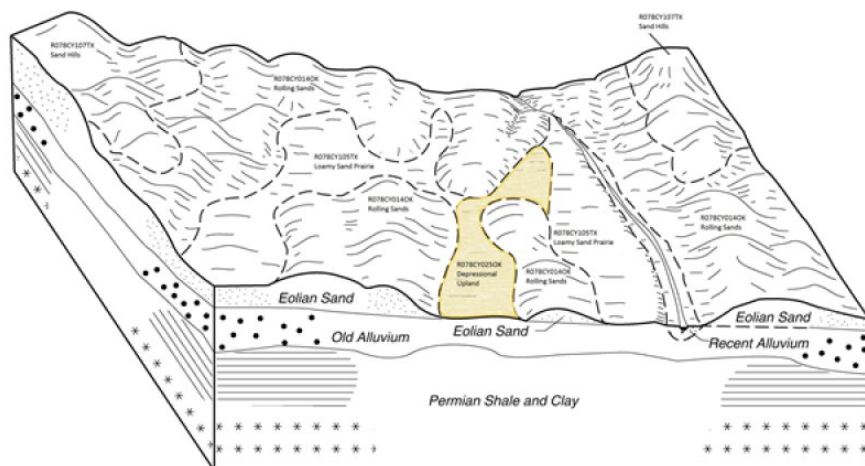 R078CY107TX
Sand Hills
R078CY107TX
Sand Hills
R078CY014OK
Rolling Sands
R078CY105TX
Loamy Sand Prairie
R078CY014OK
Rolling Sands
R078CY014OK
Rolling Sands
R078CY105TX
Loamy Sand Prairie
R078CY025OK
Depressional
Upland
R078CY014OK
Rolling Sands
Eolian Sand
Eolian Sand
Eolian Sand
Old Alluvium
Recent Alluvium
Permian Shale and Clay